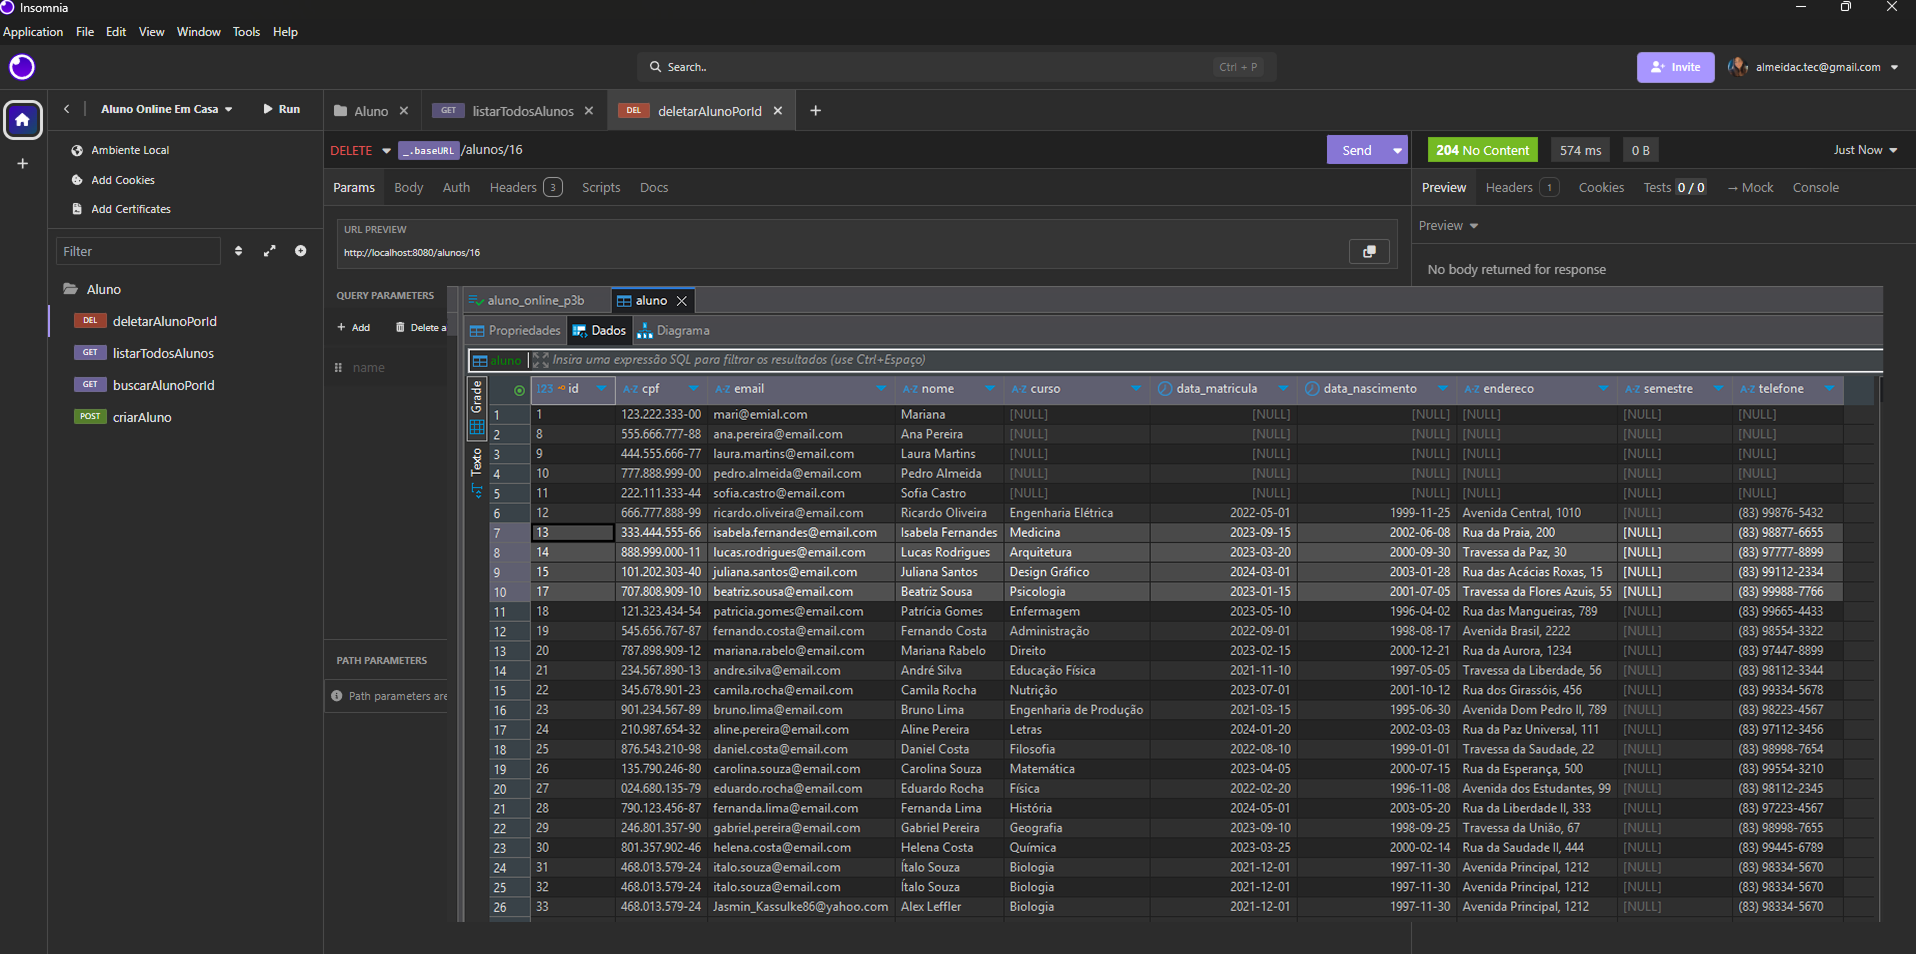 Insomnia
Application File Edit View Window Tools Help
Search.. Ctrl + P
Invite almeidac.tec@gmail.com
Aluno Online Em Casa Run
Aluno GET listarTodosAlunos DEL deletarAlunoPorId
Ambiente Local
Add Cookies
Add Certificates
Filter
Aluno
DEL deletarAlunoPorId
GET listarTodosAlunos
GET buscarAlunoPorId
POST criarAluno
DELETE _.baseURL /alunos/16 Send
Params Body Auth Headers 3 Scripts Docs
URL PREVIEW
http://localhost:8080/alunos/16
QUERY PARAMETERS
Add Delete a
name
PATH PARAMETERS
Path parameters are
204 No Content 574 ms 0 B Just Now
Preview Headers 1 Cookies Tests 0 / 0 → Mock Console
Preview
No body returned for response
aluno_online_p3b aluno
Propriedades Dados Diagrama
aluno Insira uma expressão SQL para filtrar os resultados (use Ctrl+Espaço)
Grade
Texto
123 id A-Z cpf A-Z email A-Z nome A-Z curso data_matricula data_nascimento A-Z endereco A-Z semestre A-Z telefone
1 1 123.222.333-00 mari@emial.com Mariana [NULL] [NULL] [NULL] [NULL] [NULL] [NULL]
2 8 555.666.777-88 ana.pereira@email.com Ana Pereira [NULL] [NULL] [NULL] [NULL] [NULL] [NULL]
3 9 444.555.666-77 laura.martins@email.com Laura Martins [NULL] [NULL] [NULL] [NULL] [NULL] [NULL]
4 10 777.888.999-00 pedro.almeida@email.com Pedro Almeida [NULL] [NULL] [NULL] [NULL] [NULL] [NULL]
5 11 222.111.333-44 sofia.castro@email.com Sofia Castro [NULL] [NULL] [NULL] [NULL] [NULL] [NULL]
6 12 666.777.888-99 ricardo.oliveira@email.com Ricardo Oliveira Engenharia Elétrica 2022-05-01 1999-11-25 Avenida Central, 1010 [NULL] (83) 99876-5432
7 13 333.444.555-66 isabela.fernandes@email.com Isabela Fernandes Medicina 2023-09-15 2002-06-08 Rua da Praia, 200 [NULL] (83) 98877-6655
8 14 888.999.000-11 lucas.rodrigues@email.com Lucas Rodrigues Arquitetura 2023-03-20 2000-09-30 Travessa da Paz, 30 [NULL] (83) 97777-8899
9 15 101.202.303-40 juliana.santos@email.com Juliana Santos Design Gráfico 2024-03-01 2003-01-28 Rua das Acácias Roxas, 15 [NULL] (83) 99112-2334
10 17 707.808.909-10 beatriz.sousa@email.com Beatriz Sousa Psicologia 2023-01-15 2001-07-05 Travessa da Flores Azuis, 55 [NULL] (83) 99988-7766
11 18 121.323.434-54 patricia.gomes@email.com Patrícia Gomes Enfermagem 2023-05-10 1996-04-02 Rua das Mangueiras, 789 [NULL] (83) 99665-4433
12 19 545.656.767-87 fernando.costa@email.com Fernando Costa Administração 2022-09-01 1998-08-17 Avenida Brasil, 2222 [NULL] (83) 98554-3322
13 20 787.898.909-12 mariana.rabelo@email.com Mariana Rabelo Direito 2023-02-15 2000-12-21 Rua da Aurora, 1234 [NULL] (83) 97447-8899
14 21 234.567.890-13 andre.silva@email.com André Silva Educação Física 2021-11-10 1997-05-05 Travessa da Liberdade, 56 [NULL] (83) 98112-3344
15 22 345.678.901-23 camila.rocha@email.com Camila Rocha Nutrição 2023-07-01 2001-10-12 Rua dos Girassóis, 456 [NULL] (83) 99334-5678
16 23 901.234.567-89 bruno.lima@email.com Bruno Lima Engenharia de Produção 2021-03-15 1995-06-30 Avenida Dom Pedro II, 789 [NULL] (83) 98223-4567
17 24 210.987.654-32 aline.pereira@email.com Aline Pereira Letras 2024-01-20 2002-03-03 Rua da Paz Universal, 111 [NULL] (83) 97112-3456
18 25 876.543.210-98 daniel.costa@email.com Daniel Costa Filosofia 2022-08-10 1999-01-01 Travessa da Saudade, 22 [NULL] (83) 98998-7654
19 26 135.790.246-80 carolina.souza@email.com Carolina Souza Matemática 2023-04-05 2000-07-15 Rua da Esperança, 500 [NULL] (83) 99554-3210
20 27 024.680.135-79 eduardo.rocha@email.com Eduardo Rocha Física 2022-02-20 1996-11-08 Avenida dos Estudantes, 99 [NULL] (83) 98112-2345
21 28 790.123.456-87 fernanda.lima@email.com Fernanda Lima História 2024-05-01 2003-05-20 Rua da Liberdade II, 333 [NULL] (83) 97223-4567
22 29 246.801.357-90 gabriel.pereira@email.com Gabriel Pereira Geografia 2023-09-10 1998-09-25 Travessa da União, 67 [NULL] (83) 98998-7655
23 30 801.357.902-46 helena.costa@email.com Helena Costa Química 2023-03-25 2000-02-14 Rua da Saudade II, 444 [NULL] (83) 99445-6789
24 31 468.013.579-24 italo.souza@email.com Ítalo Souza Biologia 2021-12-01 1997-11-30 Avenida Principal, 1212 [NULL] (83) 98334-5670
25 32 468.013.579-24 italo.souza@email.com Ítalo Souza Biologia 2021-12-01 1997-11-30 Avenida Principal, 1212 [NULL] (83) 98334-5670
26 33 468.013.579-24 Jasmin_Kassulke86@yahoo.com Alex Leffler Biologia 2021-12-01 1997-11-30 Avenida Principal, 1212 [NULL] (83) 98334-5670